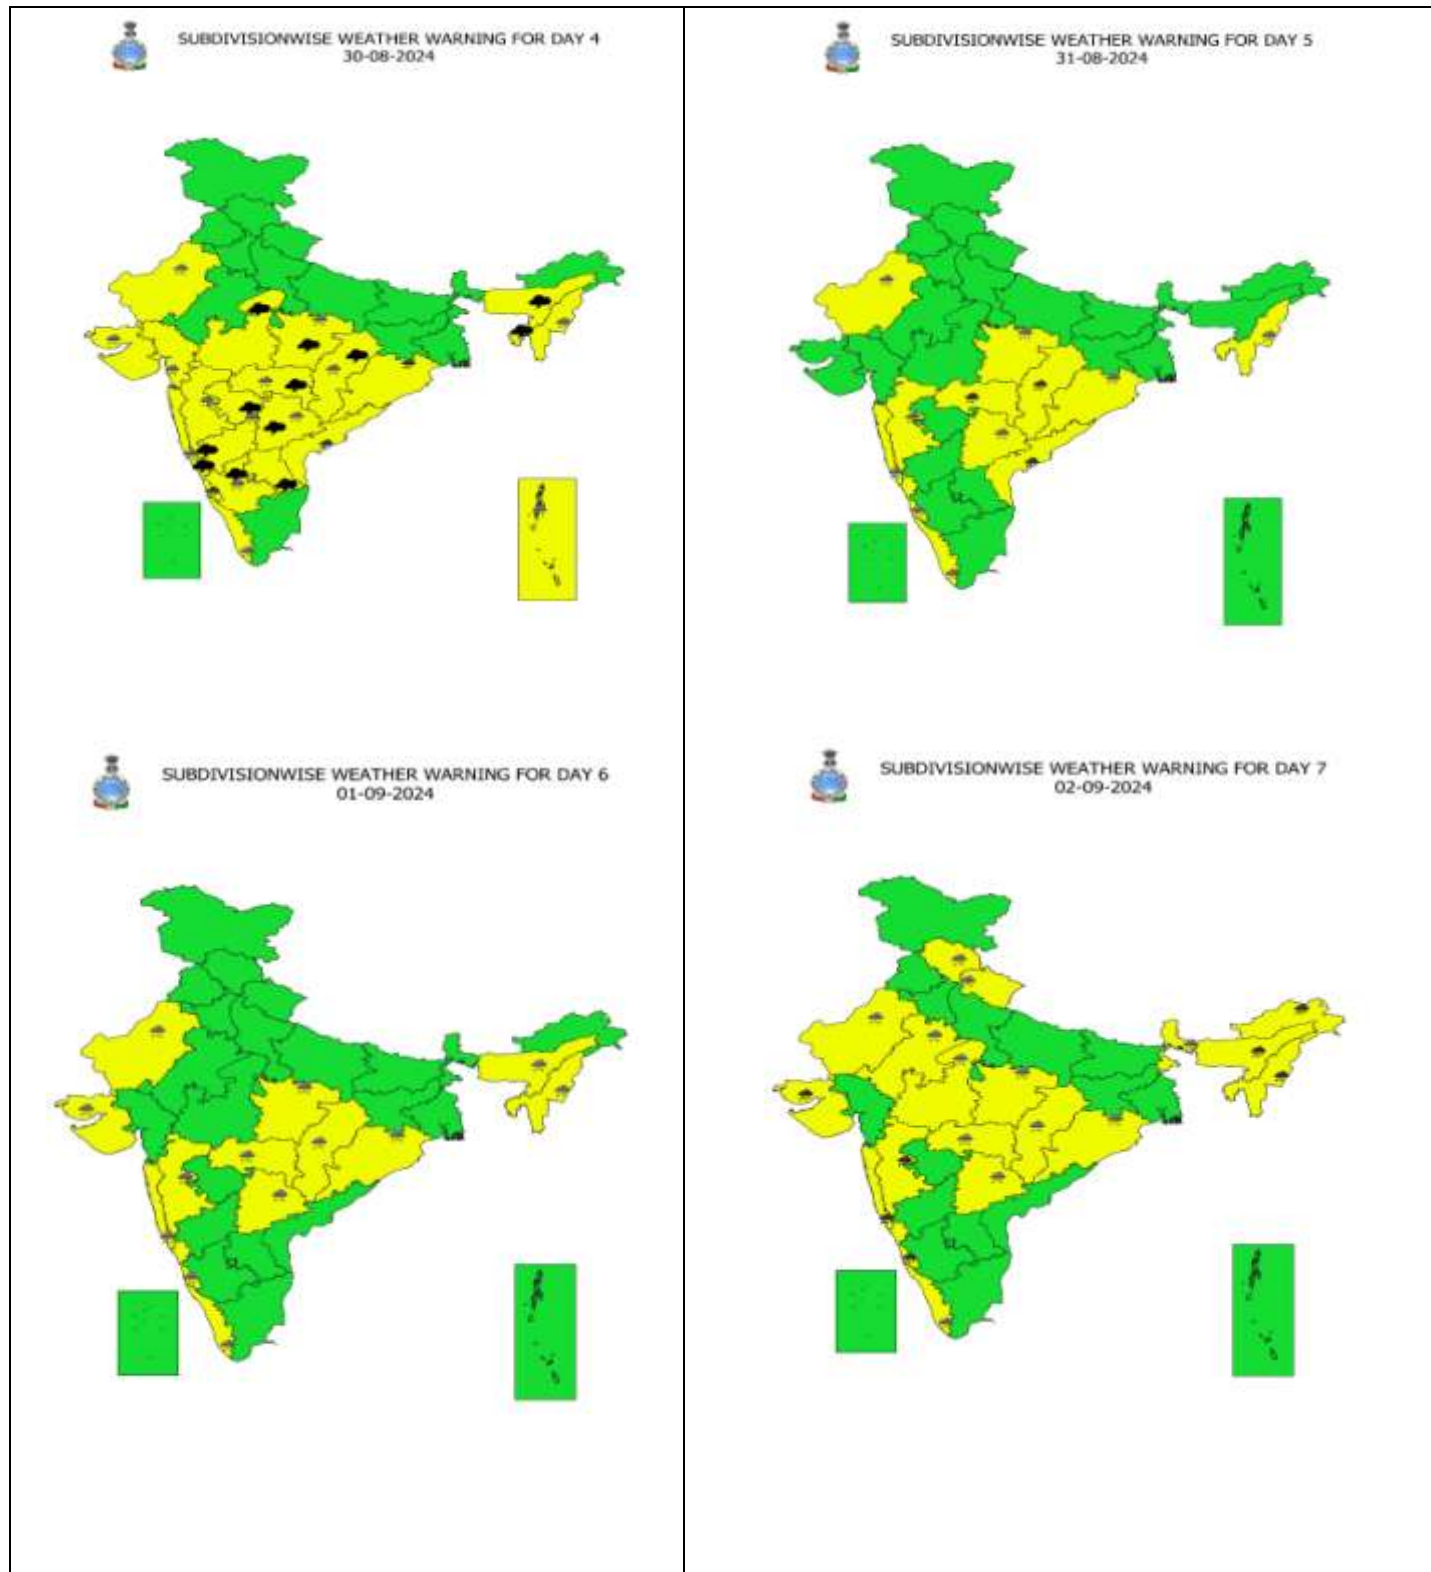 SUBDIVISIONWISE WEATHER WARNING FOR DAY 4
30-08-2024
SUBDIVISIONWISE WEATHER WARNING FOR DAY 5
31-08-2024
SUBDIVISIONWISE WEATHER WARNING FOR DAY 6
01-09-2024
SUBDIVISIONWISE WEATHER WARNING FOR DAY 7
02-09-2024